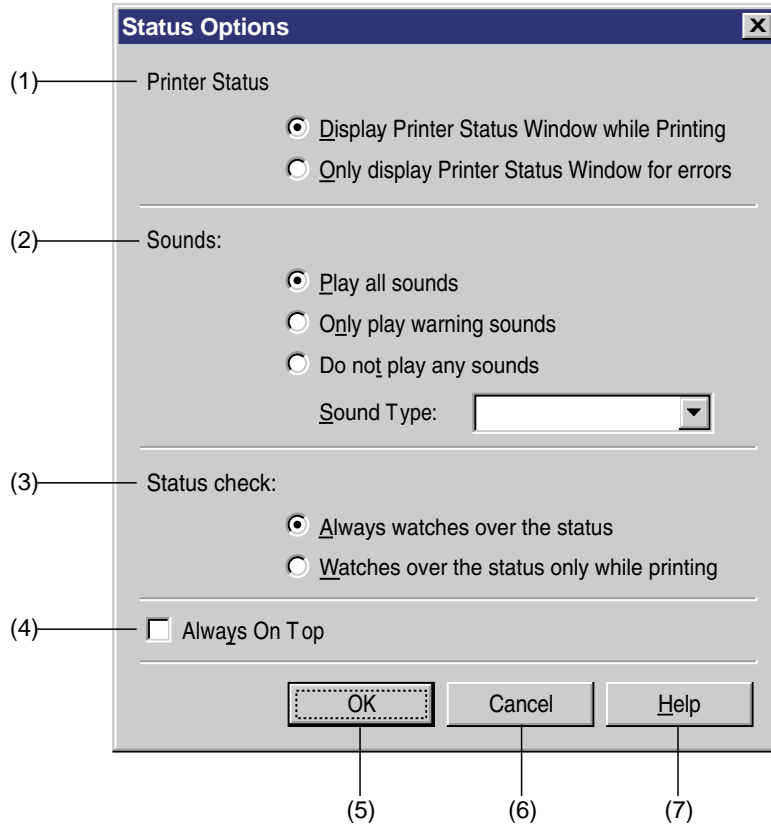 Status Options
(1) Printer Status
Display Printer Status Window while Printing
Only display Printer Status Window for errors
(2) Sounds:
Play all sounds
Only play warning sounds
Do not play any sounds
Sound Type:
(3) Status check:
Always watches over the status
Watches over the status only while printing
(4) Always On Top
OK Cancel Help
(5) (6) (7)